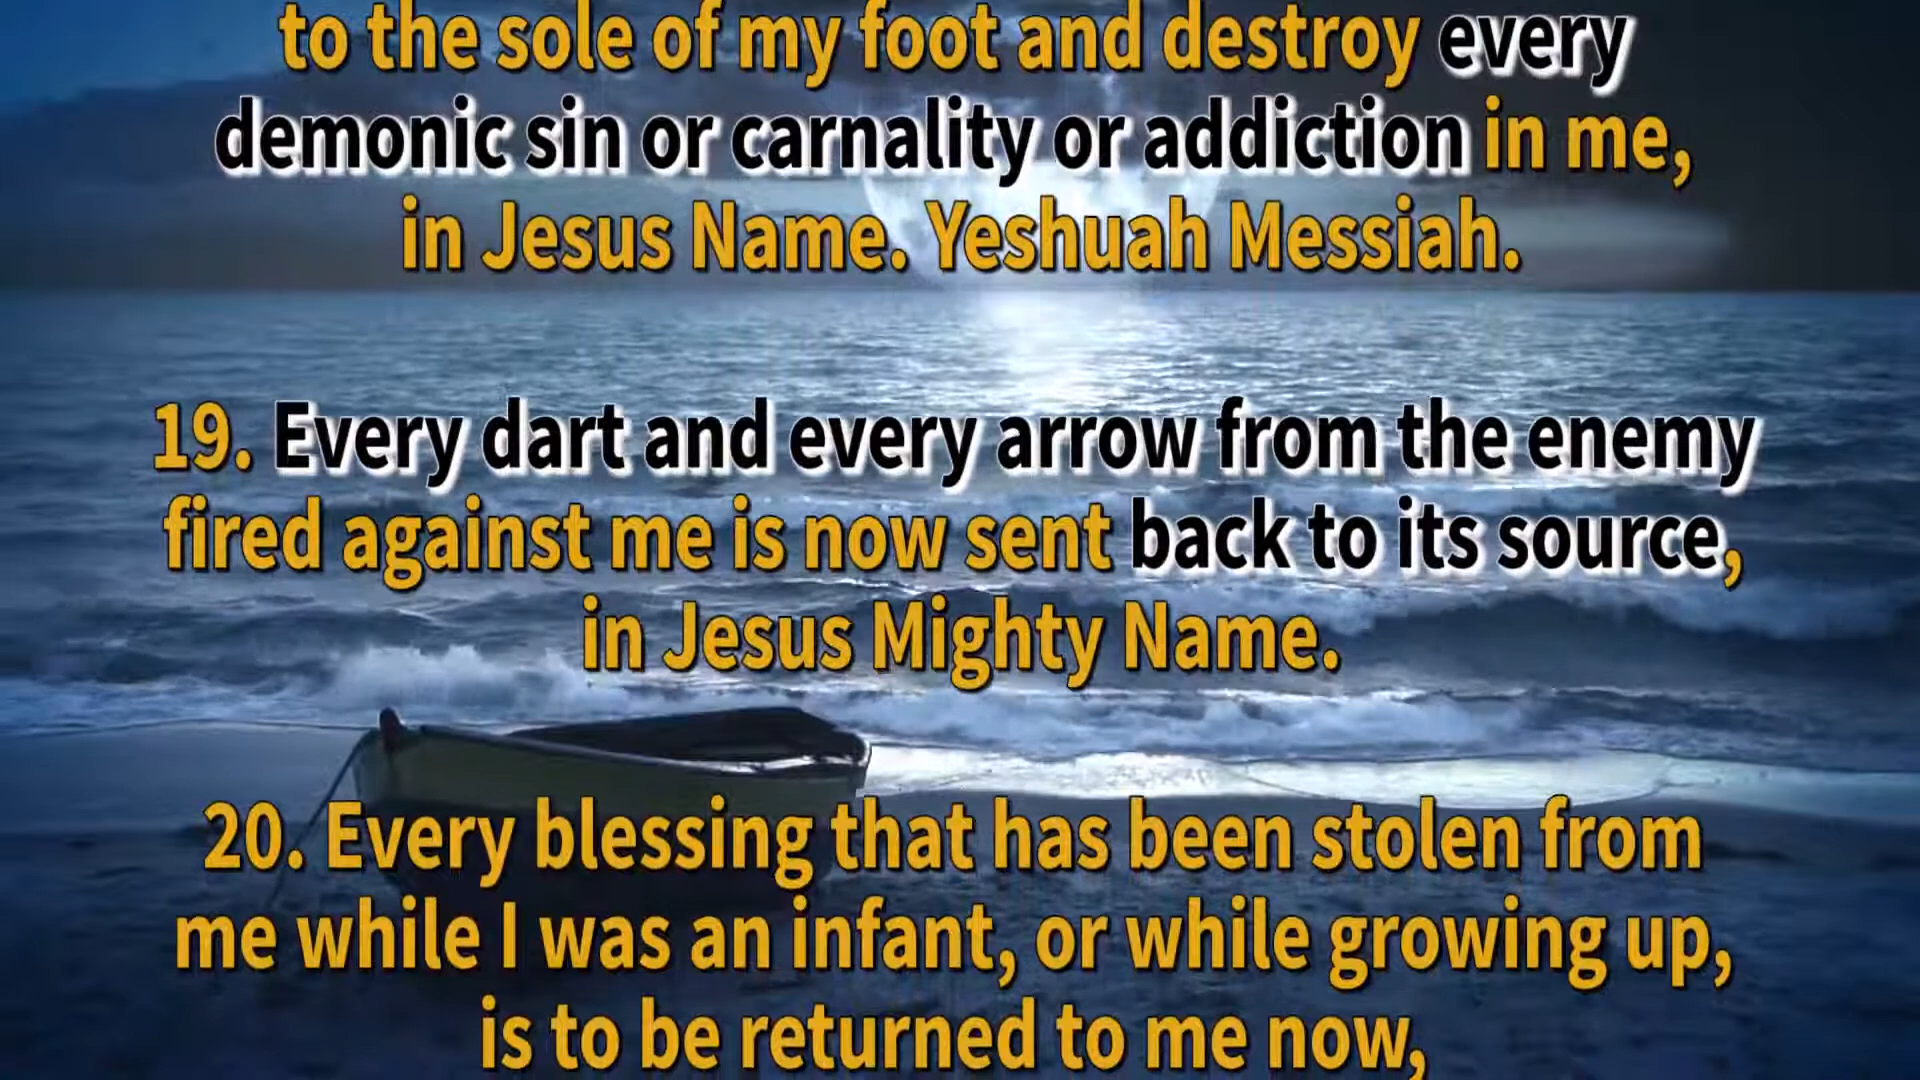 to the sole of my foot and destroy every
demonic sin or carnality or addiction in me,
in Jesus Name. Yeshuah Messiah.
19. Every dart and every arrow from the enemy
fired against me is now sent back to its source,
in Jesus Mighty Name.
20. Every blessing that has been stolen from
me while I was an infant, or while growing up,
is to be returned to me now,